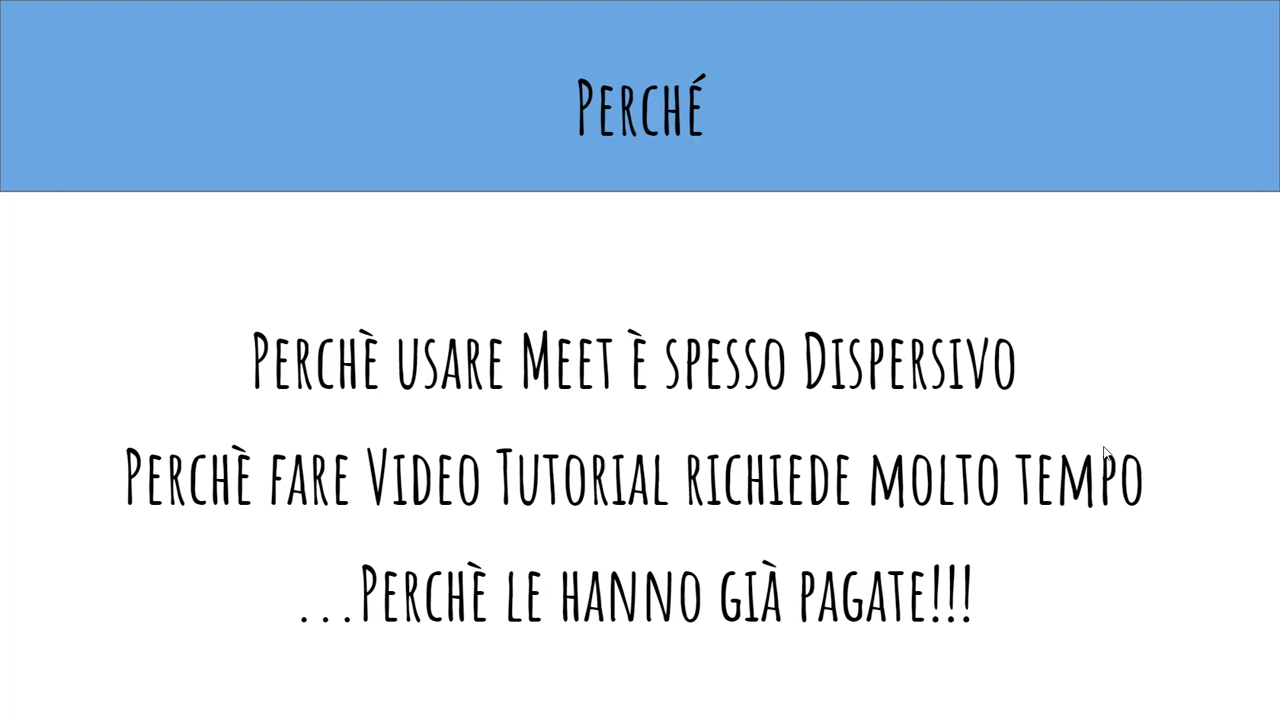 Perché
Perchè usare Meet è spesso Dispersivo
Perchè fare Video Tutorial richiede molto tempo
...Perchè le hanno già pagate!!!